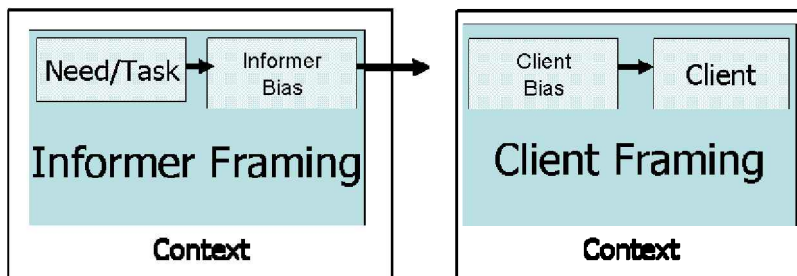 Need/Task
Informer
Bias
Informer Framing
Context
Client
Bias
Client
Client Framing
Context